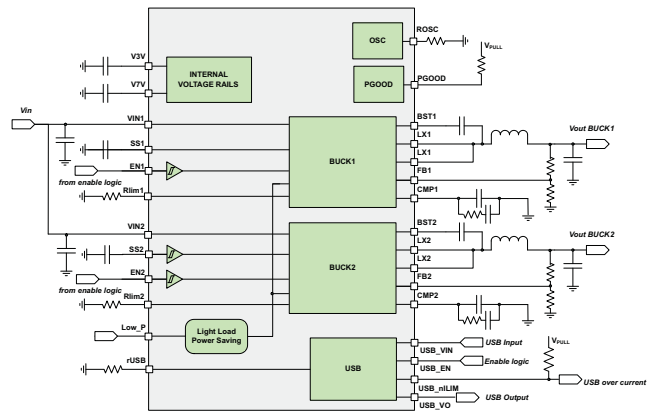 OSC
ROSC
VPULL
V3V
INTERNAL
VOLTAGE RAILS
V7V
PGOOD
PGOOD
Vin
VIN1
BST1
LX1
Vout BUCK1
SS1
BUCK1
LX1
EN1
FB1
from enable logic
Rlim1
CMP1
VIN2
BST2
SS2
LX2
Vout BUCK2
BUCK2
LX2
EN2
FB2
from enable logic
Rlim2
CMP2
Low_P
Light Load
Power Saving
USB Input
VPULL
rUSB
USB
USB_VIN
Enable logic
USB_EN
USB over current
USB_nILIM
USB Output
USB_VO